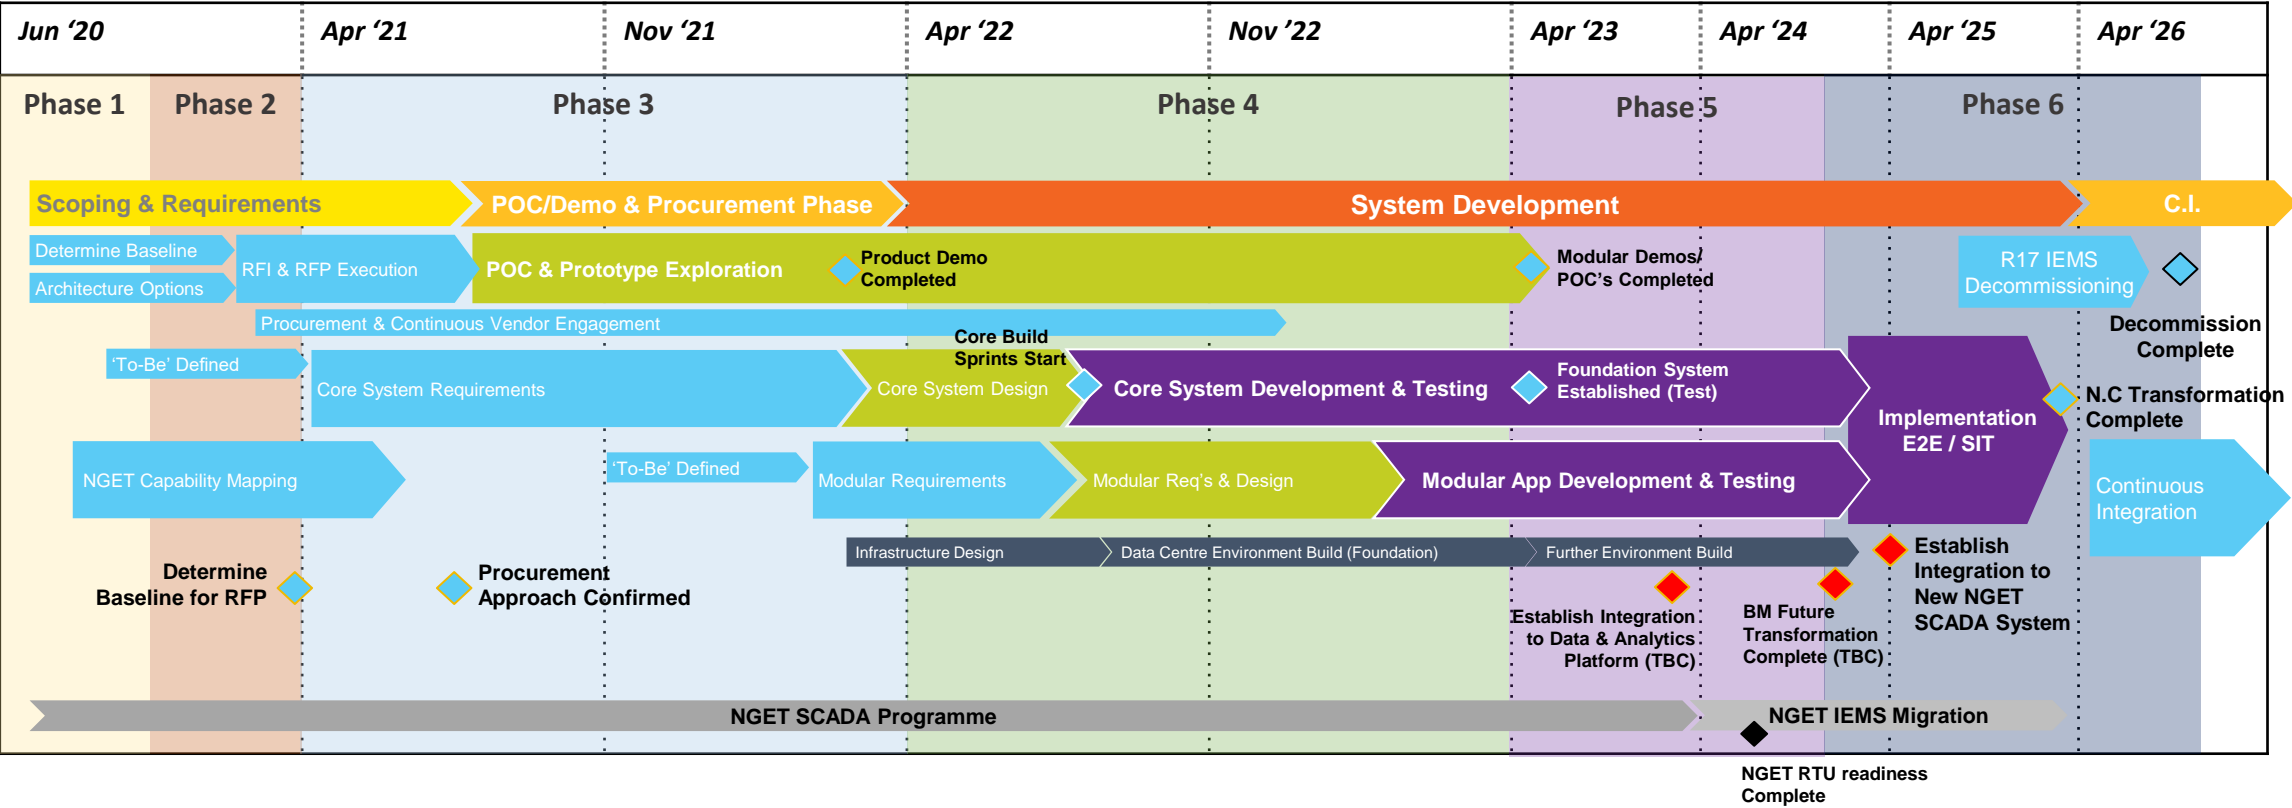 Jun ‘20
Apr ‘21
Nov ‘21
Apr ‘22
Nov ‘22
Apr ‘23
Apr ‘24
Apr ‘25
Apr ‘26
Phase 1
Phase 2
Phase 3
Phase 4
Phase 5
Phase 6
Scoping & Requirements
POC/Demo & Procurement Phase
System Development
C.I.
Determine Baseline
Architecture Options
RFI & RFP Execution
POC & Prototype Exploration
Product Demo
Completed
Modular Demos/
POC’s Completed
R17 IEMS
Decommissioning
Procurement & Continuous Vendor Engagement
Decommission
Complete
Core Build
Sprints Start
‘To-Be’ Defined
Core System Requirements
Core System Design
Core System Development & Testing
Foundation System
Established (Test)
Implementation
E2E / SIT
N.C Transformation
Complete
NGET Capability Mapping
‘To-Be’ Defined
Modular Requirements
Modular Req’s & Design
Modular App Development & Testing
Continuous
Integration
Infrastructure Design
Data Centre Environment Build (Foundation)
Further Environment Build
Establish
Integration to
New NGET
SCADA System
Determine
Baseline for RFP
Procurement
Approach Confirmed
Establish Integration
to Data & Analytics
Platform (TBC)
BM Future
Transformation
Complete (TBC)
NGET SCADA Programme
NGET IEMS Migration
NGET RTU readiness
Complete